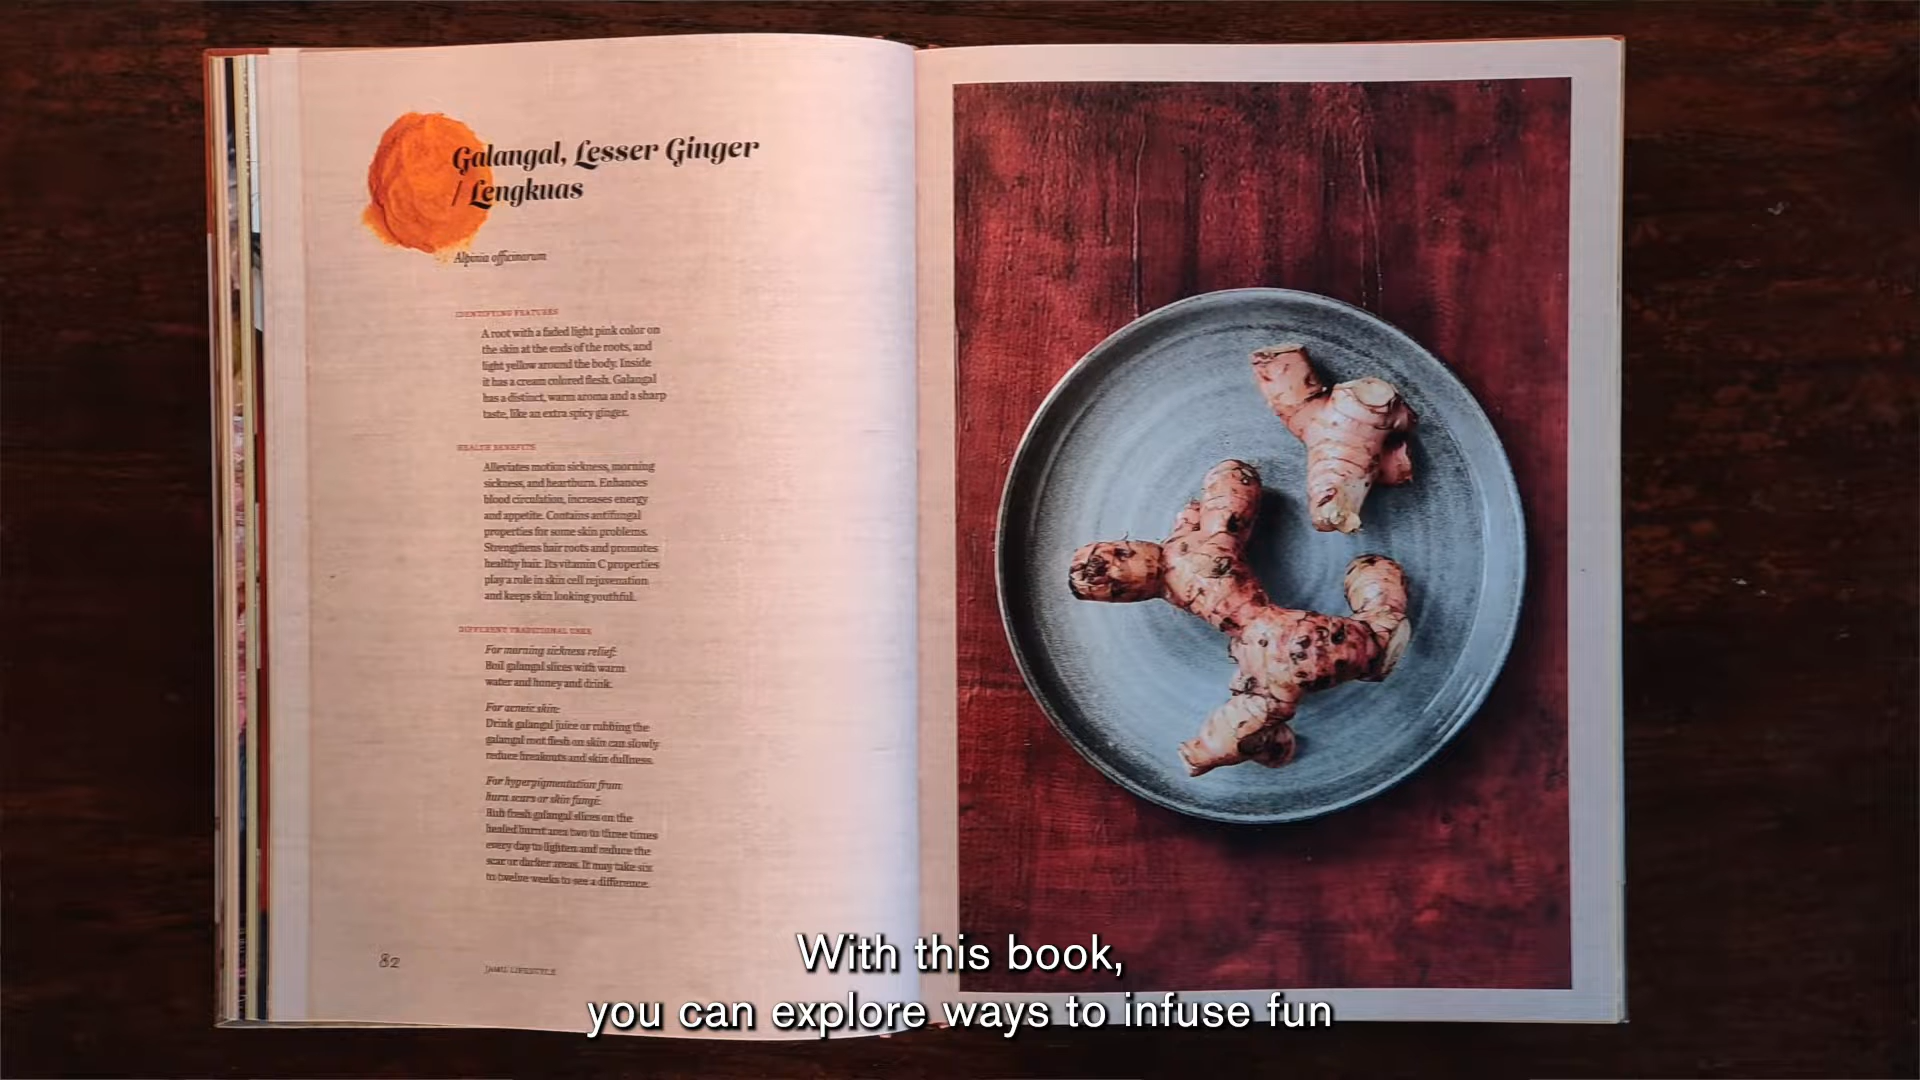 Galangal, Lesser Ginger
/ Lengkuas
Alpinia officinarum
IDENTIFYING FEATURES
A root with a faded light pink color on
the skin at the ends of the roots, and
light yellow around the body. Inside
it has a cream colored flesh. Galangal
has a distinct, warm aroma and a sharp
taste, like an extra spicy ginger.
HEALTH BENEFITS
Alleviates motion sickness, morning
sickness, and heartburn. Enhances
blood circulation, increases energy
and appetite. Contains antifungal
properties for some skin problems.
Strengthens hair roots and promotes
healthy hair. Its vitamin C properties
play a role in skin cell rejuvenation
and keeps skin looking youthful.
DIFFERENT TRADITIONAL USES
For morning sickness relief:
Boil galangal slices with warm
water and honey and drink.
For acneic skin:
Drink galangal juice or rubbing the
galangal root flesh on skin can slowly
reduce breakouts and skin dullness.
For hyperpigmentation from
burn scars or skin fungi:
Rub fresh galangal slices on the
healed burnt area two to three times
every day to lighten and reduce the
scar or darker areas. It may take six
to twelve weeks to see a difference.
82
JAMU LIFESTYLE
With this book,
you can explore ways to infuse fun